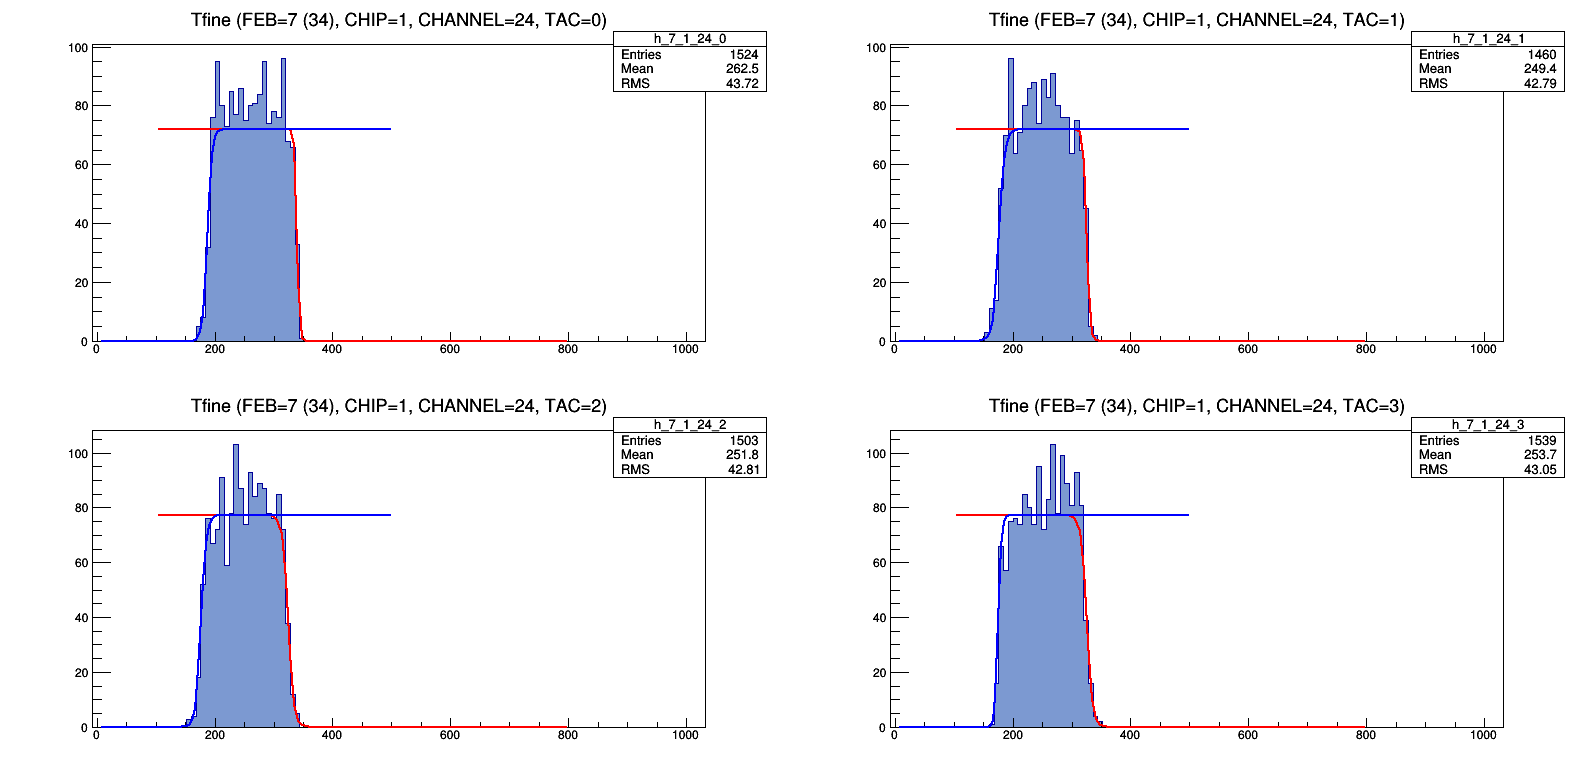 Tfine (FEB=7 (34), CHIP=1, CHANNEL=24, TAC=0)
h_7_1_24_0
Entries 1524
Mean 262.5
RMS 43.72
100
80
60
40
20
0
0 200 400 600 800 1000
Tfine (FEB=7 (34), CHIP=1, CHANNEL=24, TAC=1)
h_7_1_24_1
Entries 1460
Mean 249.4
RMS 42.79
100
80
60
40
20
0
0 200 400 600 800 1000
Tfine (FEB=7 (34), CHIP=1, CHANNEL=24, TAC=2)
h_7_1_24_2
Entries 1503
Mean 251.8
RMS 42.81
100
80
60
40
20
0
0 200 400 600 800 1000
Tfine (FEB=7 (34), CHIP=1, CHANNEL=24, TAC=3)
h_7_1_24_3
Entries 1539
Mean 253.7
RMS 43.05
100
80
60
40
20
0
0 200 400 600 800 1000